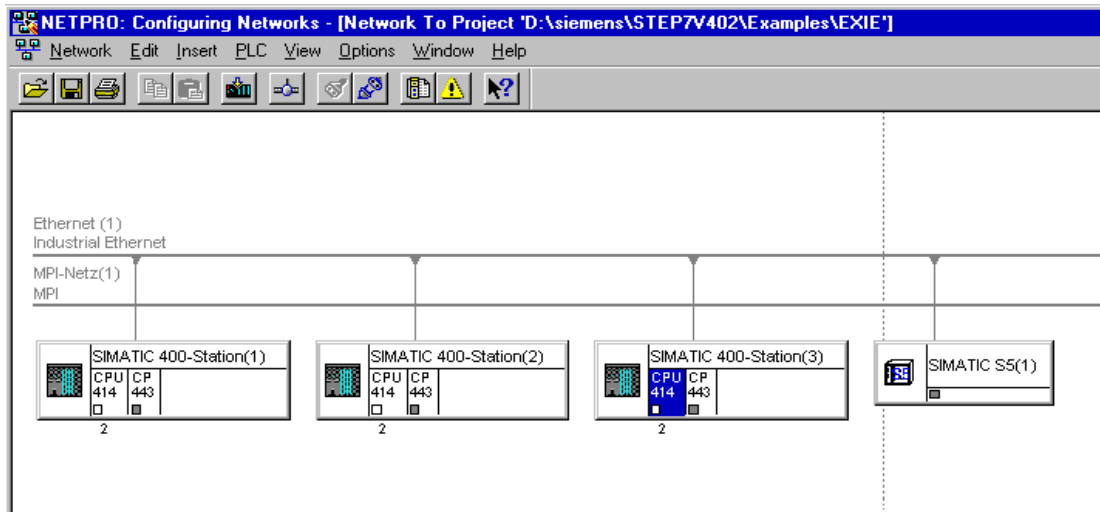 NETPRO: Configuring Networks - [Network To Project 'D:\siemens\STEP7V402\Examples\EXIE']
Network Edit Insert PLC View Options Window Help
Ethernet (1)
Industrial Ethernet
MPI-Netz(1)
MPI
SIMATIC 400-Station(1)
CPU CP
414 443
2
SIMATIC 400-Station(2)
CPU CP
414 443
2
SIMATIC 400-Station(3)
CPU CP
414 443
2
SIMATIC S5(1)